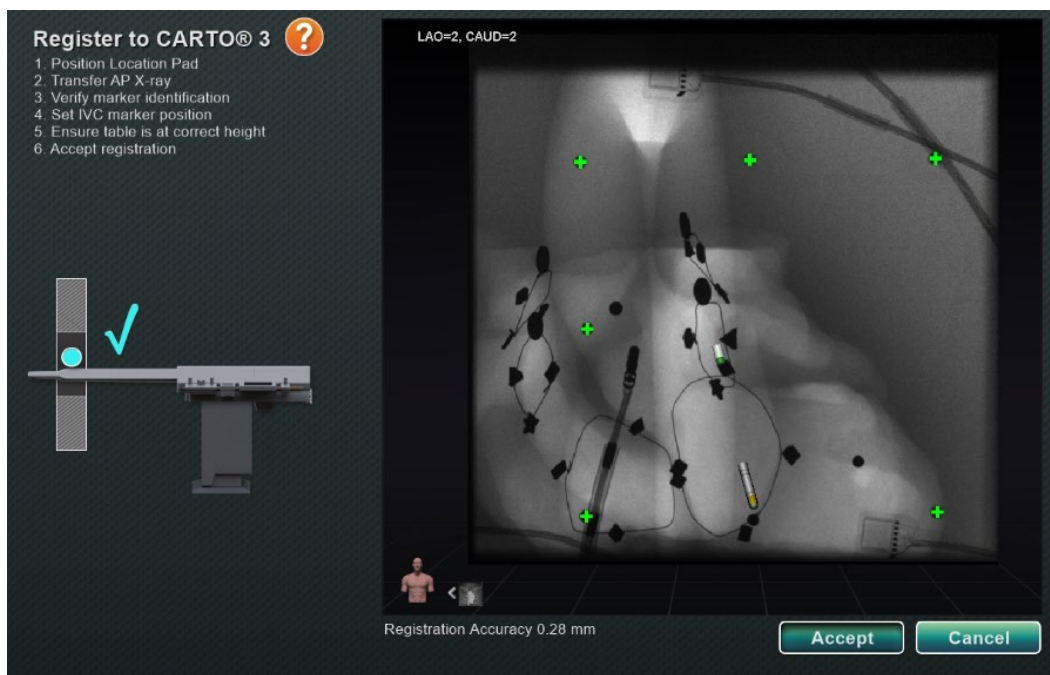 Register to CARTO® 3 ?
1. Position Location Pad
2. Transfer AP X-ray
3. Verify marker identification
4. Set IVC marker position
5. Ensure table is at correct height
6. Accept registration
LAO=2, CAUD=2
Registration Accuracy 0.28 mm
Accept
Cancel